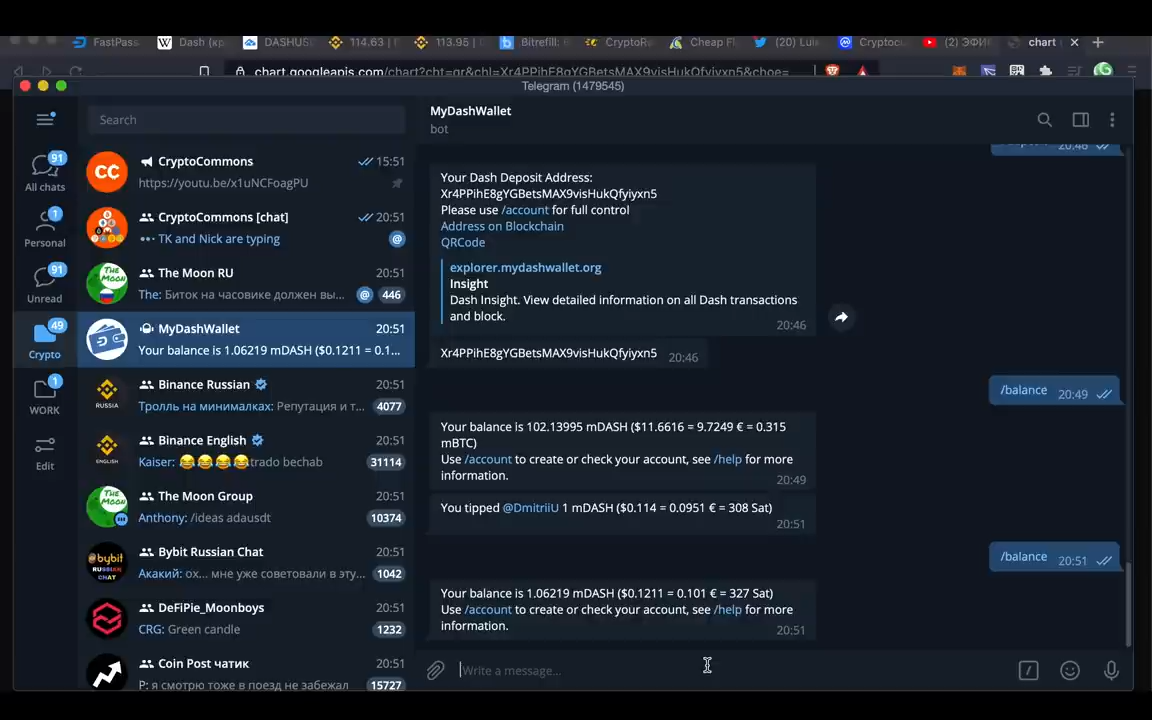 FastPass
Dash (кр
DASHUS
114.63 | Г
113.95 | (
Bitrefill:
CryptoR
Cheap Fl
(20) Lui
Cryptoc
(2) ЭФИ
chart
chart.googleapis.com/chart?cht=qr&chl=Xr4PPihE8gYGBetsMAX9visHukQfyiyxn5&choe=
Telegram (1479545)
Search
MyDashWallet
bot
91
All chats
1
Personal
91
Unread
49
Crypto
1
WORK
Edit
CC
CryptoCommons
15:51
https://youtu.be/x1uNCFoagPU
CryptoCommons [chat]
20:51
TK and Nick are typing
@
The Moon RU
20:51
The: Биток на часовике должен вы...
@ 446
MyDashWallet
20:51
Your balance is 1.06219 mDASH ($0.1211 = 0.1...
RUSSIA
Binance Russian
20:51
Тролль на минималках: Репутация и т...
4077
ENGLISH
Binance English
20:51
Kaiser: 😂😂😂😂trado bechab
31114
The Moon Group
20:51
Anthony: /ideas adausdt
10374
BYBIT
RUSSIAN
CHAT
Bybit Russian Chat
20:51
Акакий: ох... мне уже советовали в эту...
1042
DeFiPie_Moonboys
20:51
CRG: Green candle
1232
Coin Post чатик
20:51
P: я смотрю тоже в поезд не забежал
15727
20:46
Your Dash Deposit Address:
Xr4PPihE8gYGBetsMAX9visHukQfyiyxn5
Please use /account for full control
Address on Blockchain
QRCode
explorer.mydashwallet.org
Insight
Dash Insight. View detailed information on all Dash transactions
and block.
20:46
Xr4PPihE8gYGBetsMAX9visHukQfyiyxn5
20:46
/balance
20:49
Your balance is 102.13995 mDASH ($11.6616 = 9.7249 € = 0.315
mBTC)
Use /account to create or check your account, see /help for more
information.
20:49
You tipped @DmitriiU 1 mDASH ($0.114 = 0.0951 € = 308 Sat)
20:51
/balance
20:51
Your balance is 1.06219 mDASH ($0.1211 = 0.101 € = 327 Sat)
Use /account to create or check your account, see /help for more
information.
20:51
Write a message...